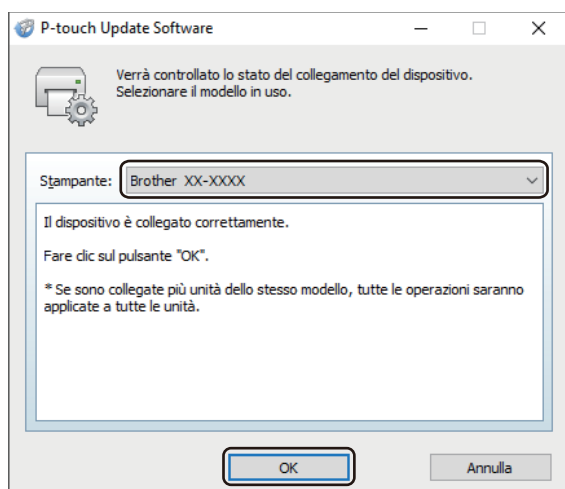 P-touch Update Software
Verrà controllato lo stato del collegamento del dispositivo.
Selezionare il modello in uso.
Stampante: Brother XX-XXXX
Il dispositivo è collegato correttamente.
Fare clic sul pulsante "OK".
* Se sono collegate più unità dello stesso modello, tutte le operazioni saranno
applicate a tutte le unità.
OK Annulla